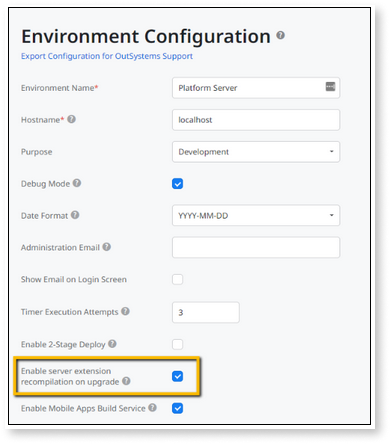 Environment Configuration ?
Export Configuration for OutSystems Support
Environment Name* Platform Server
Hostname* ? localhost
Purpose Development
Debug Mode ?
Date Format ? YYYY-MM-DD
Administration Email ?
Show Email on Login Screen
Timer Execution Attempts ? 3
Enable 2-Stage Deploy ?
Enable server extension
recompilation on upgrade ?
Enable Mobile Apps Build Service ?